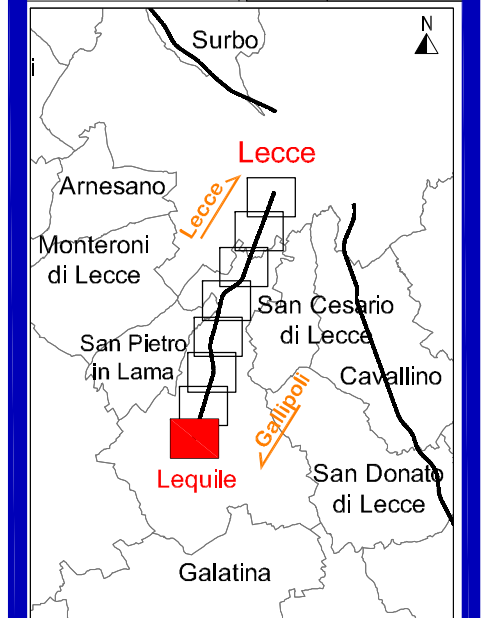 N
Surbo
i
Lecce
Arnesano
Lecce
Monteroni
di Lecce
San Cesario
di Lecce
San Pietro
in Lama
Cavallino
Gallipoli
Lequile
San Donato
di Lecce
Galatina